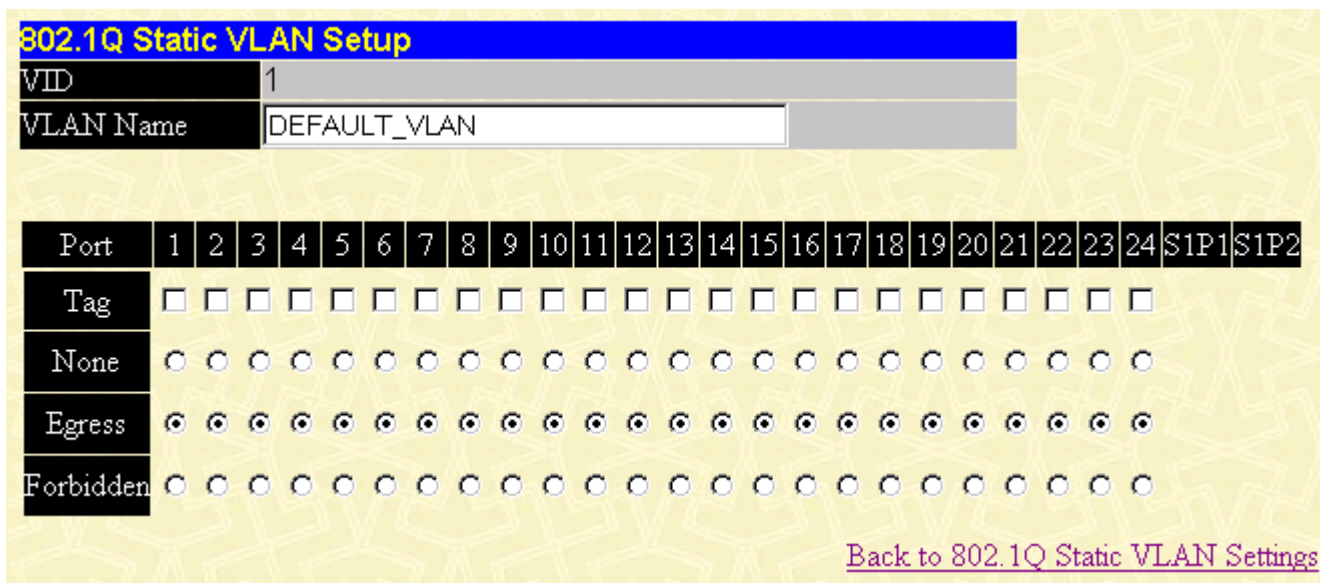 802.1Q Static VLAN Setup
VID 1
VLAN Name DEFAULT_VLAN
Port 1 2 3 4 5 6 7 8 9 10 11 12 13 14 15 16 17 18 19 20 21 22 23 24 S1P1 S1P2
Tag
None
Egress
Forbidden
Back to 802.1Q Static VLAN Settings